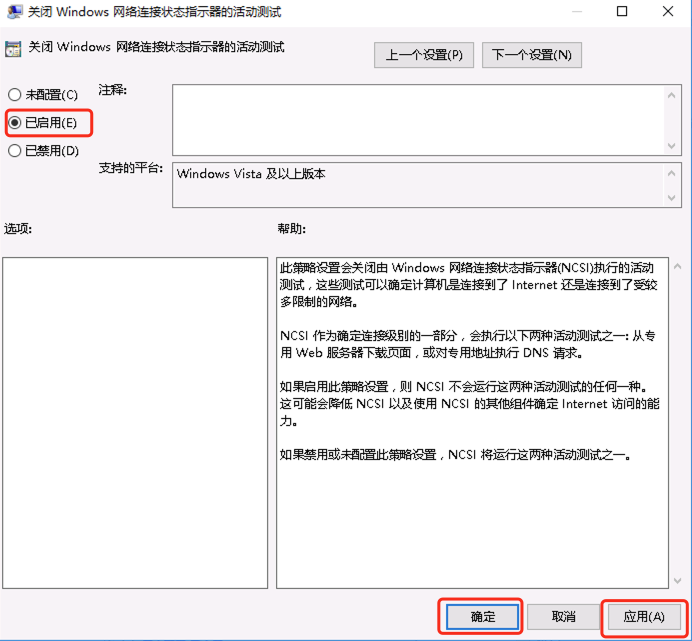 关闭 Windows 网络连接状态指示器的活动测试
关闭 Windows 网络连接状态指示器的活动测试
上一个设置(P)
下一个设置(N)
未配置(C)
注释:
已启用(E)
已禁用(D)
支持的平台:
Windows Vista 及以上版本
选项:
帮助:
此策略设置会关闭由 Windows 网络连接状态指示器(NCSI)执行的活动
测试，这些测试可以确定计算机是连接到了 Internet 还是连接到了受较
多限制的网络。
NCSI 作为确定连接级别的一部分，会执行以下两种活动测试之一: 从专
用 Web 服务器下载页面，或对专用地址执行 DNS 请求。
如果启用此策略设置，则 NCSI 不会运行这两种活动测试的任何一种。
这可能会降低 NCSI 以及使用 NCSI 的其他组件确定 Internet 访问的能
力。
如果禁用或未配置此策略设置，NCSI 将运行这两种活动测试之一。
确定
取消
应用(A)